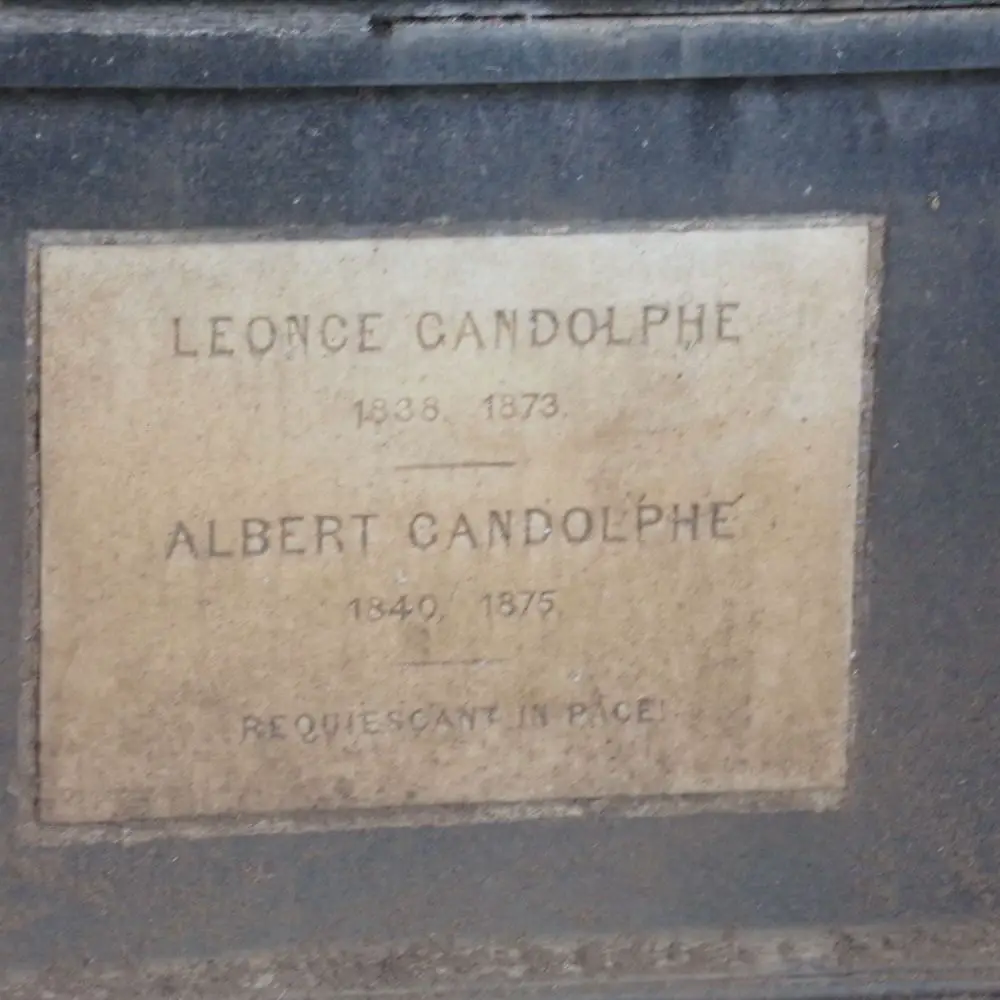 LEONCE GANDOLPHE
1838. 1873.
ALBERT GANDOLPHE
1840, 1875.
REQUIESCANT IN PACE!